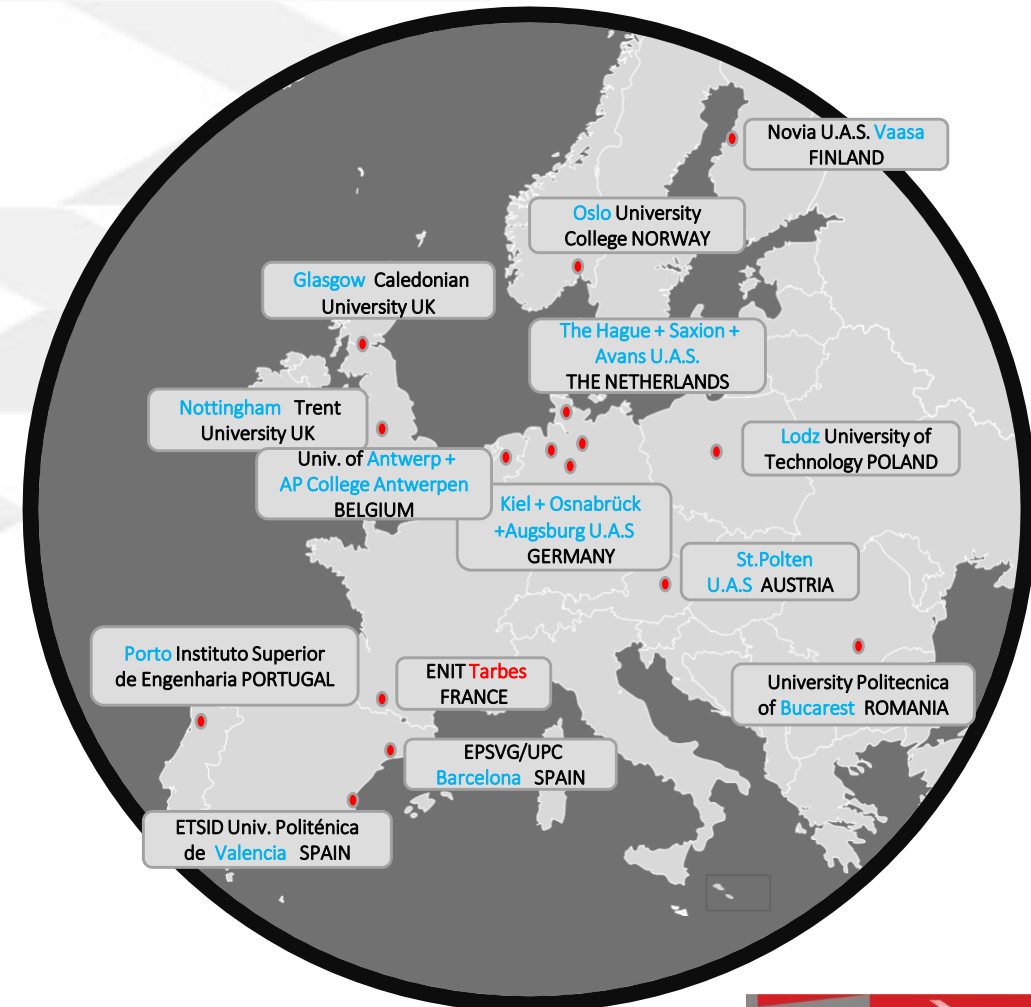 Novia U.A.S. Vaasa
FINLAND
Oslo University
College NORWAY
Glasgow Caledonian
University UK
The Hague + Saxion +
Avans U.A.S.
THE NETHERLANDS
Nottingham Trent
University UK
Lodz University of
Technology POLAND
Univ. of Antwerp +
AP College Antwerpen
BELGIUM
Kiel + Osnabrück
+Augsburg U.A.S
GERMANY
St.Polten
U.A.S AUSTRIA
Porto Instituto Superior
de Engenharia PORTUGAL
ENIT Tarbes
FRANCE
University Politecnica
of Bucarest ROMANIA
EPSVG/UPC
Barcelona SPAIN
ETSID Univ. Politénica
de Valencia SPAIN